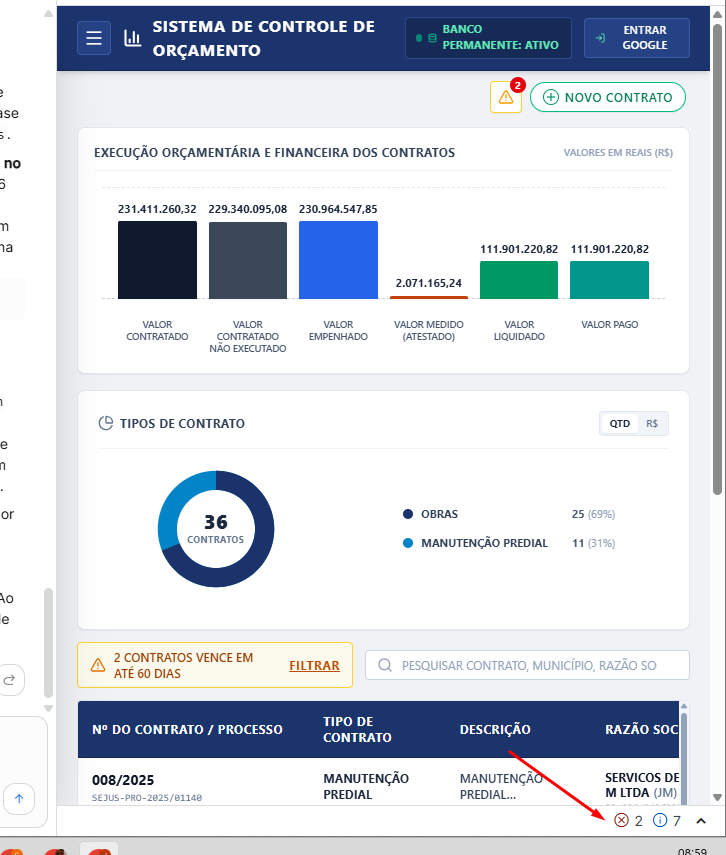 SISTEMA DE CONTROLE DE
ORÇAMENTO
BANCO
PERMANENTE: ATIVO
ENTRAR
GOOGLE
2
NOVO CONTRATO
EXECUÇÃO ORÇAMENTÁRIA E FINANCEIRA DOS CONTRATOS
VALORES EM REAIS (R$)
231.411.260,32
229.340.095,08
230.964.547,85
2.071.165,24
111.901.220,82
111.901.220,82
VALOR
CONTRATADO
VALOR
CONTRATADO
NÃO EXECUTADO
VALOR
EMPENHADO
VALOR MEDIDO
(ATESTADO)
VALOR
LIQUIDADO
VALOR PAGO
TIPOS DE CONTRATO
QTD R$
36
CONTRATOS
OBRAS 25 (69%)
MANUTENÇÃO PREDIAL 11 (31%)
2 CONTRATOS VENCE EM
ATÉ 60 DIAS
FILTRAR
PESQUISAR CONTRATO, MUNICÍPIO, RAZÃO SO
Nº DO CONTRATO / PROCESSO
TIPO DE
CONTRATO
DESCRIÇÃO
RAZÃO SOC
008/2025
SEJUS-PRO-2025/01140
MANUTENÇÃO
PREDIAL
MANUTENÇÃO
PREDIAL...
SERVICOS DE
M LTDA (JM)
2 7
no
or
Ao
08:59